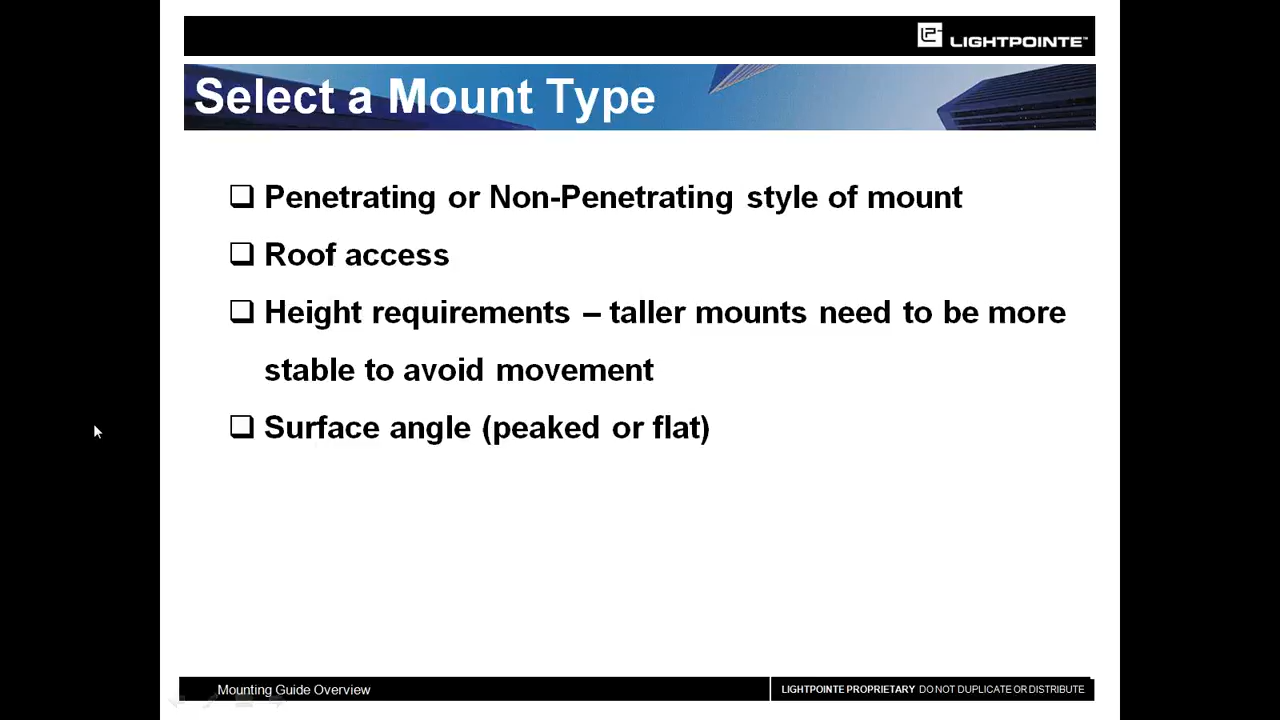 LIGHTPOINTE™
Select a Mount Type
❑ Penetrating or Non-Penetrating style of mount
❑ Roof access
❑ Height requirements – taller mounts need to be more
stable to avoid movement
❑ Surface angle (peaked or flat)
Mounting Guide Overview
LIGHTPOINTE PROPRIETARY DO NOT DUPLICATE OR DISTRIBUTE